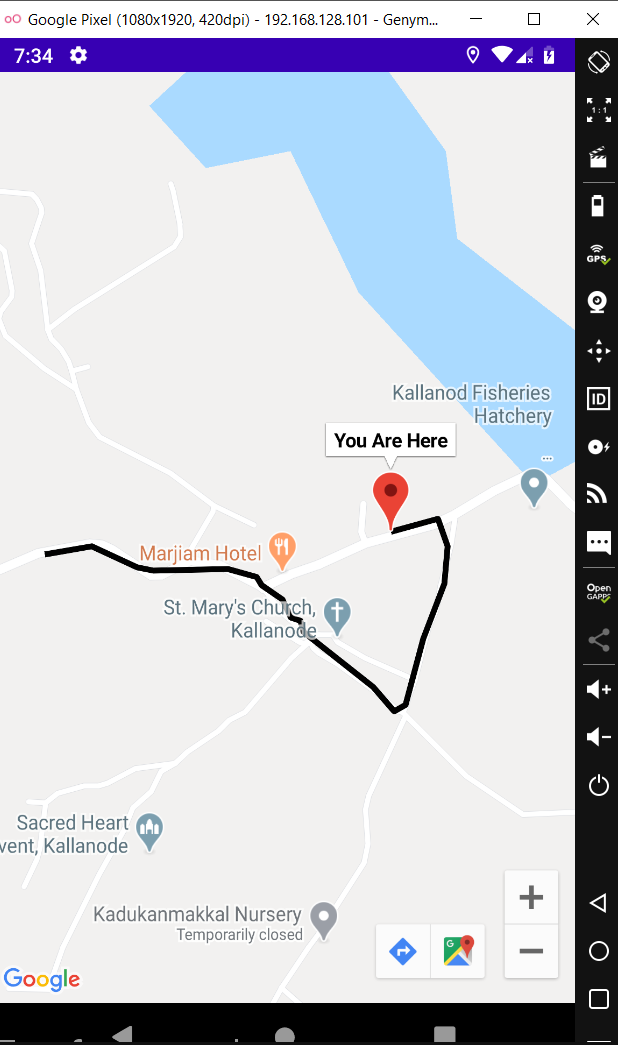 Google Pixel (1080x1920, 420dpi) - 192.168.128.101 - Genym...
7:34
1 : 1
GPS
Kallanod Fisheries
Hatchery
ID
You Are Here
Marjiam Hotel
St. Mary's Church,
Kallanode
Open
GAPPS
Sacred Heart
vent, Kallanode
Kadukanmakkal Nursery
Temporarily closed
G
Google